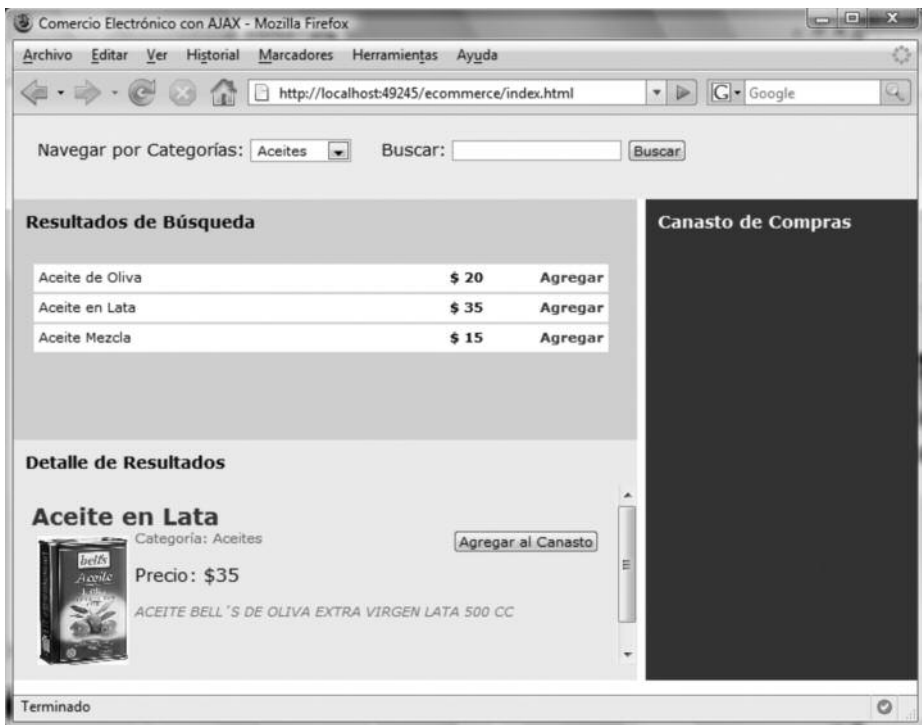 Comercio Electrónico con AJAX - Mozilla Firefox
Archivo Editar Ver Historial Marcadores Herramientas Ayuda
http://localhost:49245/ecommerce/index.html
G Google
Navegar por Categorías: Aceites Buscar: Buscar
Resultados de Búsqueda
Canasto de Compras
Aceite de Oliva $ 20 Agregar
Aceite en Lata $ 35 Agregar
Aceite Mezcla $ 15 Agregar
Detalle de Resultados
Aceite en Lata
Categoría: Aceites
Agregar al Canasto
bell's
Aceite
Precio: $35
ACEITE BELL´S DE OLIVA EXTRA VIRGEN LATA 500 CC
Terminado